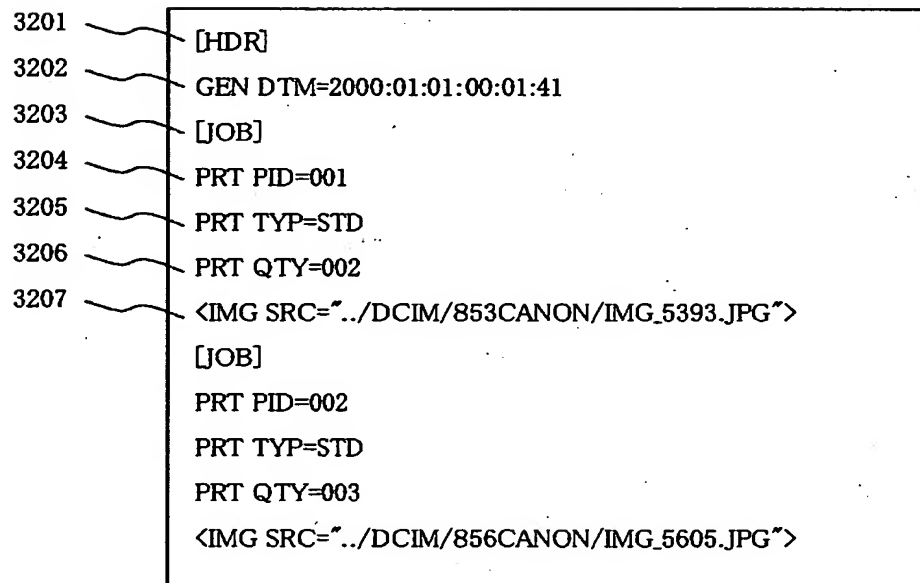 3201 [HDR]
3202 GEN DTM=2000:01:01:00:01:41
3203 [JOB]
3204 PRT PID=001
3205 PRT TYP=STD
3206 PRT QTY=002
3207 <IMG SRC="../DCIM/853CANON/IMG_5393.JPG">
[JOB]
PRT PID=002
PRT TYP=STD
PRT QTY=003
<IMG SRC="../DCIM/856CANON/IMG_5605.JPG">